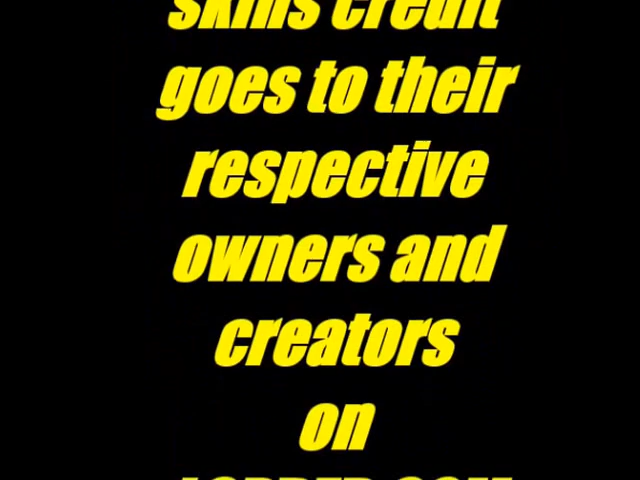 skins credit
goes to their
respective
owners and
creators
on